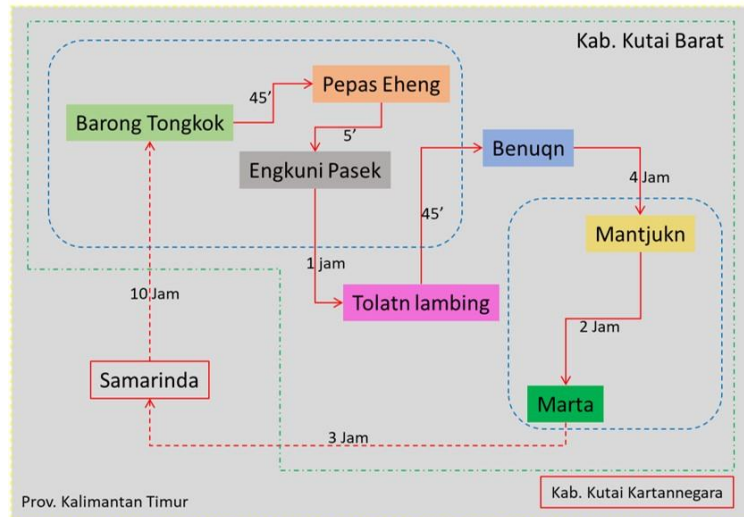 Kab. Kutai Barat
Pepas Eheng
45’
Barong Tongkok
5’
Benuqn
Engkuni Pasek
4 Jam
45’
Mantjukn
1 jam
10 Jam
Tolatn lambing
2 Jam
Samarinda
Marta
3 Jam
Kab. Kutai Kartannegara
Prov. Kalimantan Timur